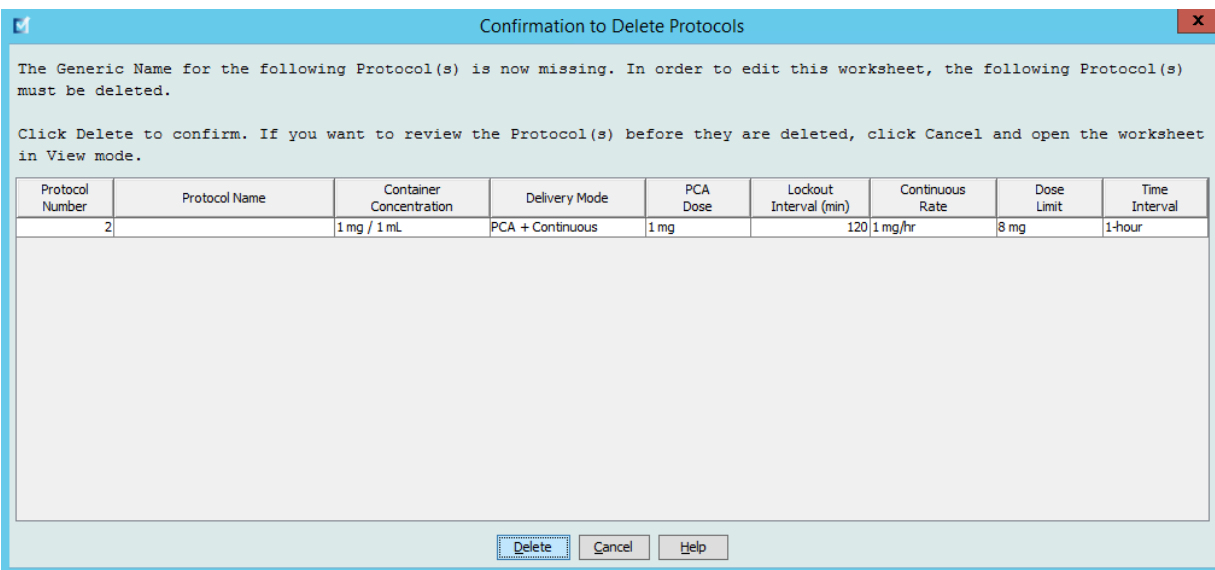 Confirmation to Delete Protocols
x
The Generic Name for the following Protocol(s) is now missing. In order to edit this worksheet, the following Protocol(s)
must be deleted.
Click Delete to confirm. If you want to review the Protocol(s) before they are deleted, click Cancel and open the worksheet
in View mode.
Protocol Number Protocol Name Container Concentration Delivery Mode PCA Dose Lockout Interval (min) Continuous Rate Dose Limit Time Interval
2 1 mg / 1 mL PCA + Continuous 1 mg 120 1 mg/hr 8 mg 1-hour
Delete Cancel Help